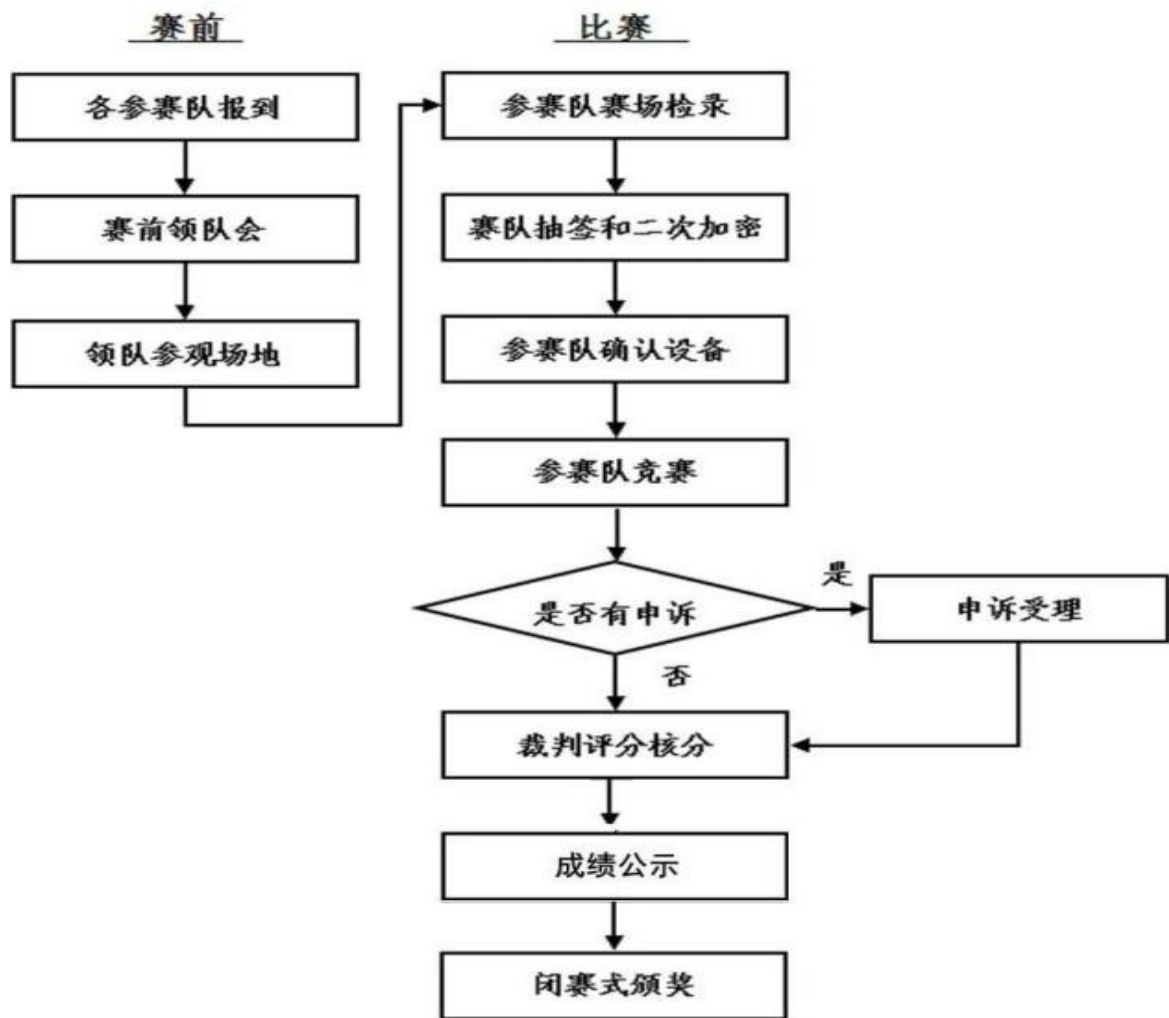 赛前
各参赛队报到
赛前领队会
领队参观场地
比赛
参赛队赛场检录
赛队抽签和二次加密
参赛队确认设备
参赛队竞赛
是否有申诉
是
申诉受理
否
裁判评分核分
成绩公示
闭赛式颁奖